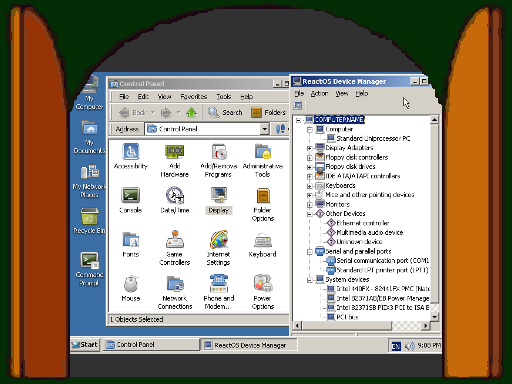 My Computer
My Documents
My Network Places
Recycle Bin
Command Prompt
Control Panel
File Edit View Favorites Tools Help
Back Search Folders
Address Control Panel
Accessibility
Add Hardware
Add/Remove Programs
Administrative Tools
Console
Date/Time
Display
Folder Options
Fonts
Game Controllers
Internet Settings
Keyboard
Mouse
Network Connections
Phone and Modem...
Power Options
1 Objects Selected
ReactOS Device Manager
File Action View Help
COMPUTERNAME
Computer
Standard Uniprocessor PC
Display Adapters
Floppy disk controllers
Floppy disk drives
IDE ATA/ATAPI controllers
Keyboards
Mice and other pointing devices
Monitors
Other Devices
Ethernet controller
Multimedia audio device
Unknown device
Serial and parallel ports
Serial communication port (COM1
Standard LPT printer port (LPT1)
System devices
Intel 440FX - 82441FX PMC [Nato
Intel 82371AB/EB Power Manage
Intel 82371SB PIIX3 PCI to ISA B
PCI bus
Start Control Panel ReactOS Device Manager EN 9:08 PM